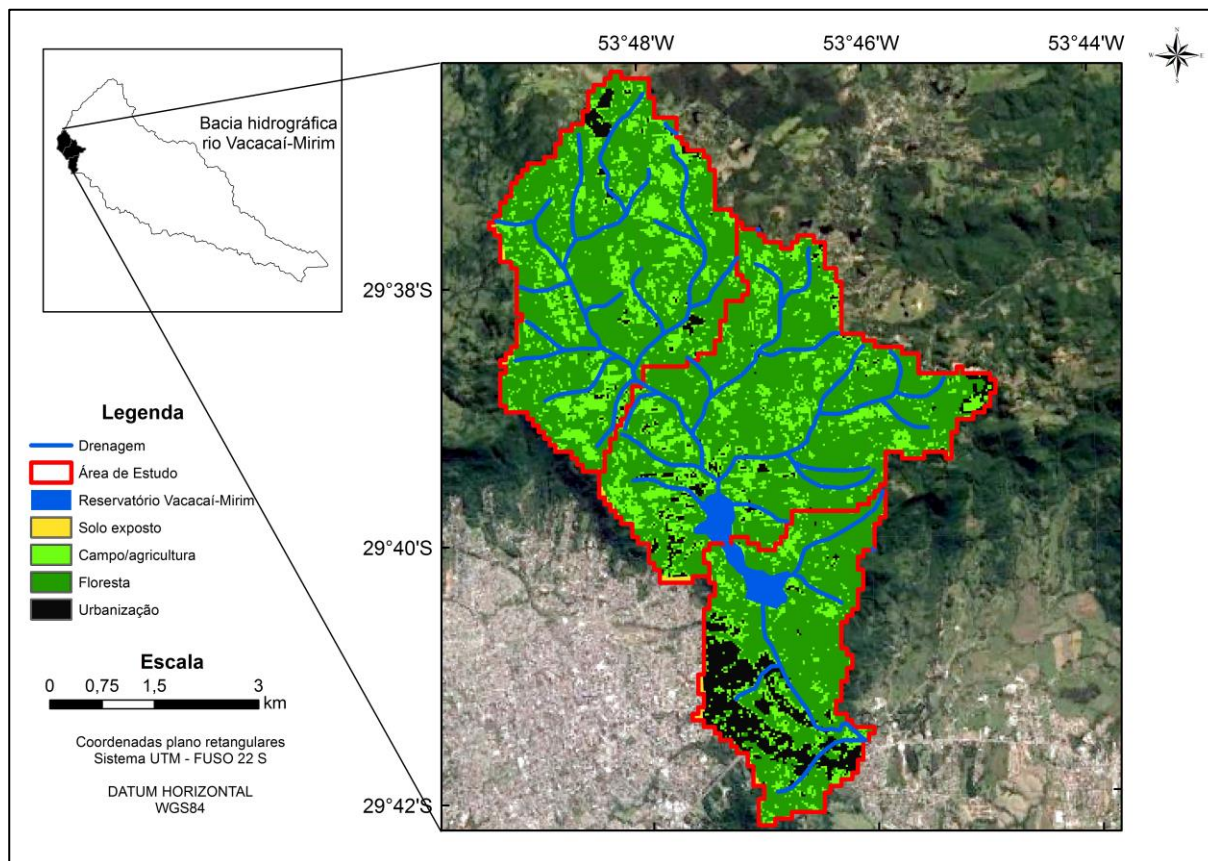 53°48'W
53°46'W
53°44'W
N
W
E
S
Bacia hidrográfica
rio Vacacaí-Mirim
29°38'S
29°40'S
29°42'S
Legenda
Drenagem
Área de Estudo
Reservatório Vacacaí-Mirim
Solo exposto
Campo/agricultura
Floresta
Urbanização
Escala
0 0,75 1,5 3
km
Coordenadas plano retangulares
Sistema UTM - FUSO 22 S
DATUM HORIZONTAL
WGS84